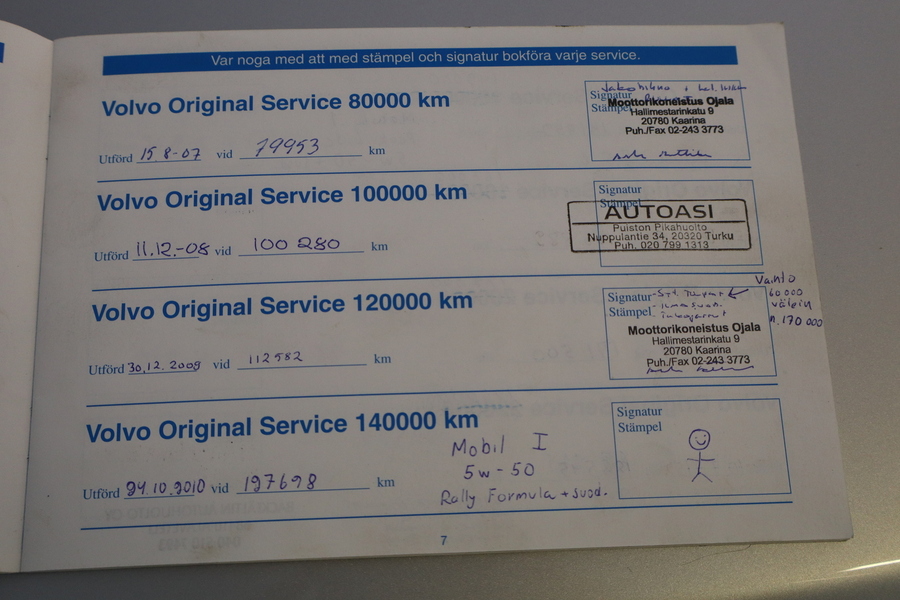 Var noga med att med stämpel och signatur bokföra varje service.
Volvo Original Service 80000 km
Utförd 15.8-07 vid 79953 km
Signatur
Stämpel
Moottorikoneistus Ojala
Hallimestarinkatu 9
20780 Kaarina
Puh./Fax 02-243 3773
Volvo Original Service 100000 km
Utförd 11.12.-08 vid 100 280 km
Signatur
Stämpel
AUTOASI
Puiston Pikahuolto
Nuppulantie 34, 20320 Turku
Puh. 020 799 1313
Volvo Original Service 120000 km
Utförd 30.12.2009 vid 112582 km
Signatur
Stämpel
Moottorikoneistus Ojala
Hallimestarinkatu 9
20780 Kaarina
Puh./Fax 02-243 3773
Vaihto
60 000
välein
n. 170 000
Volvo Original Service 140000 km
Utförd 24.10.2010 vid 127698 km
Mobil I
5w-50
Rally Formula + suod.
Signatur
Stämpel
7